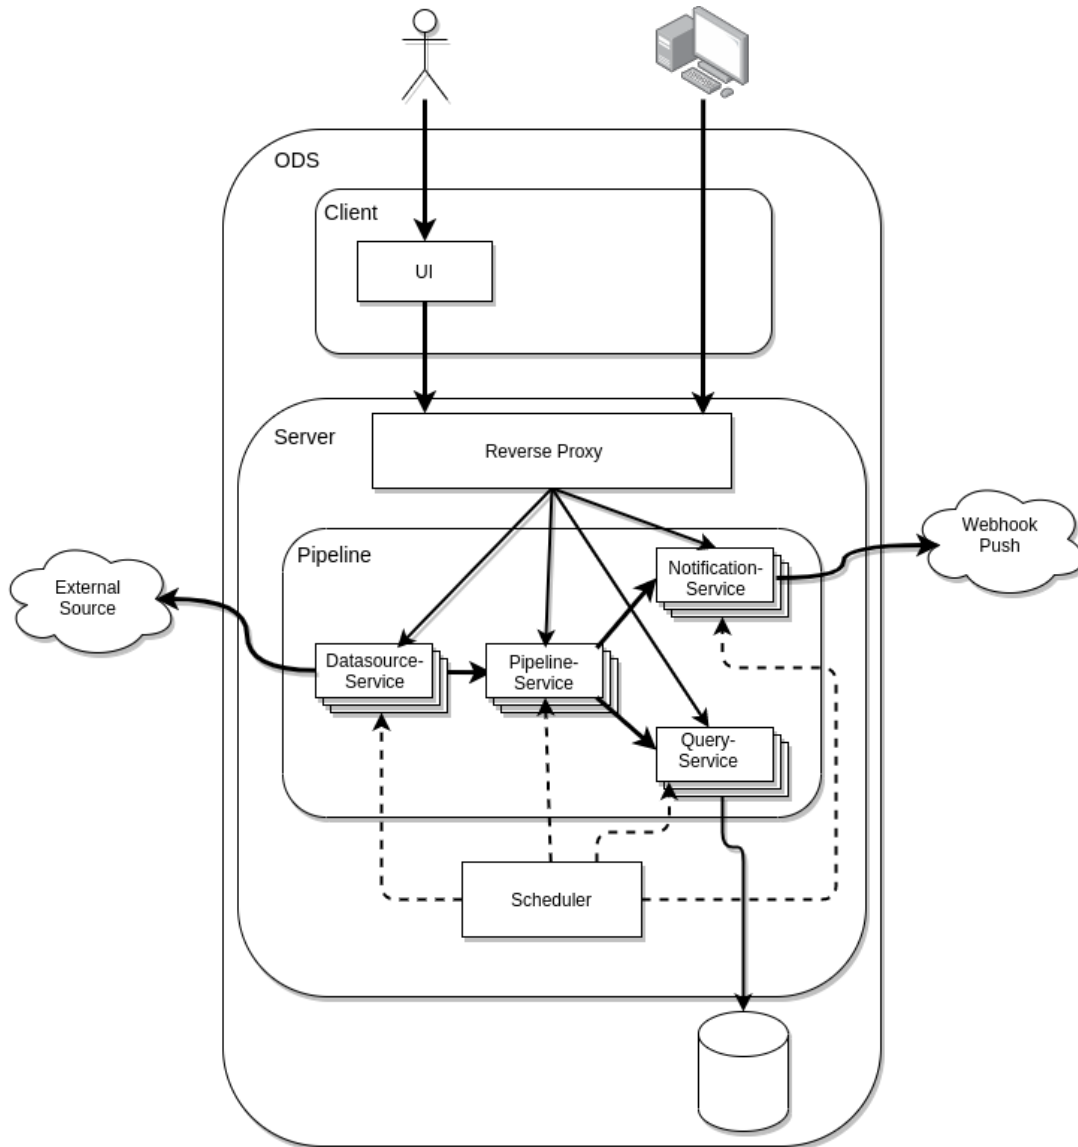 ODS
Client
UI
Server
Reverse Proxy
Pipeline
Notification-
Service
Webhook
Push
External
Source
Datasource-
Service
Pipeline-
Service
Query-
Service
Scheduler